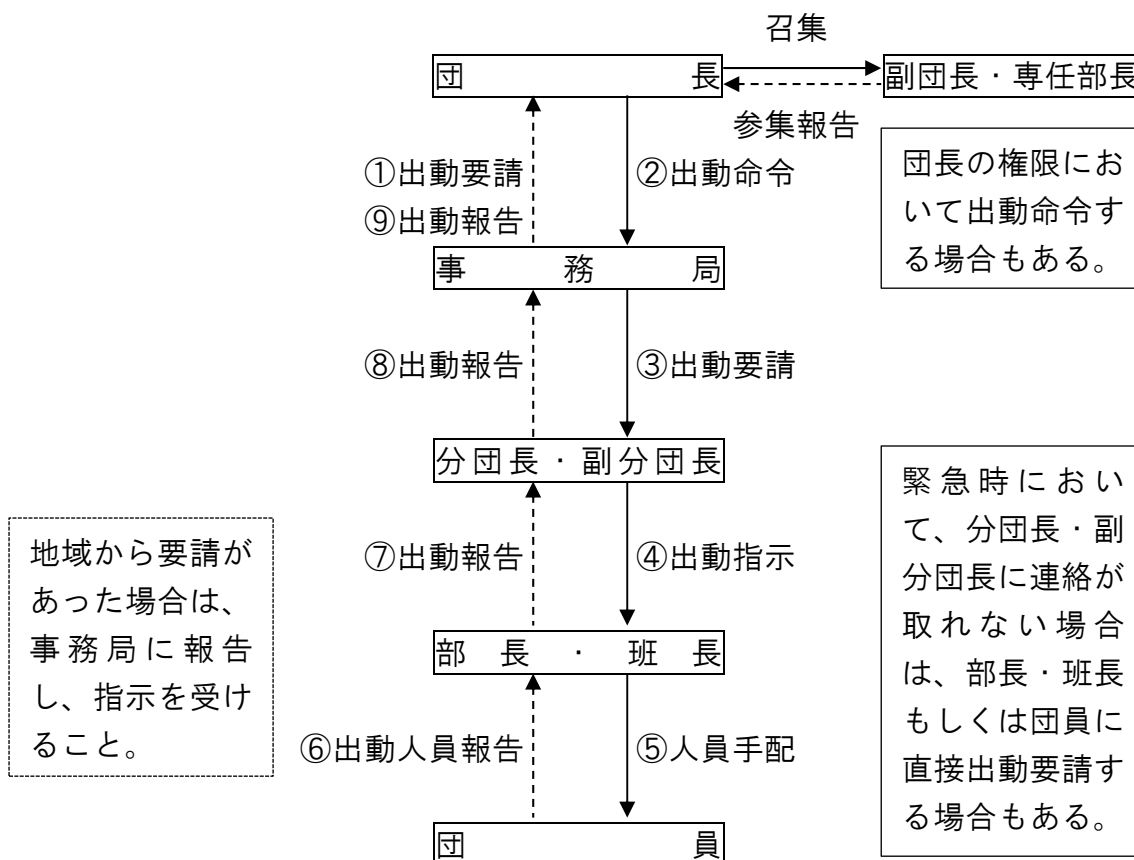 召集
団長
副団長・専任部長
参集報告
①出動要請
⑨出動報告
②出動命令
団長の権限にお
いて出動命令す
る場合もある。
事務局
⑧出動報告
③出動要請
分団長・副分団長
⑦出動報告
④出動指示
地域から要請が
あった場合は、
事務局に報告
し、指示を受け
ること。
緊急時におい
て、分団長・副
分団長に連絡が
取れない場合
は、部長・班長
もしくは団員に
直接出動要請す
る場合もある。
部長・班長
⑥出動人員報告
⑤人員手配
団員